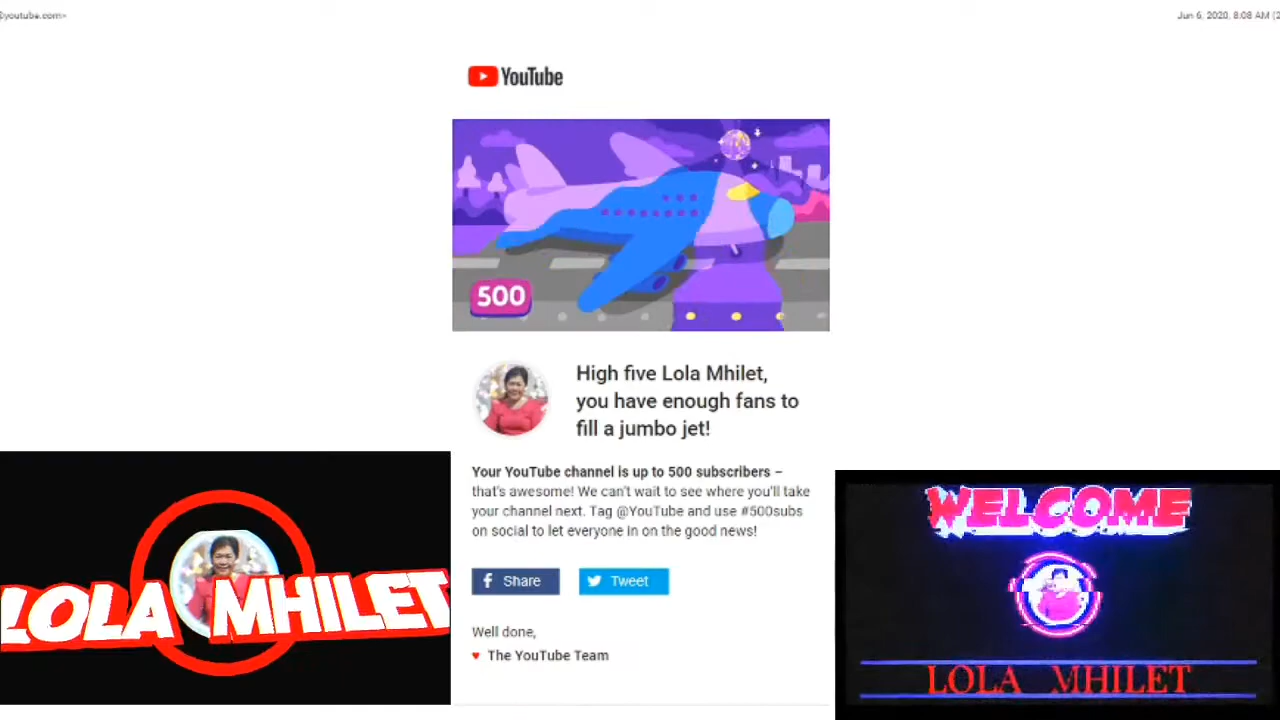 @youtube.com>
Jun 6, 2020, 8:08 AM (2
YouTube
500
High five Lola Mhilet,
you have enough fans to
fill a jumbo jet!
Your YouTube channel is up to 500 subscribers –
that's awesome! We can't wait to see where you'll take
your channel next. Tag @YouTube and use #500subs
on social to let everyone in on the good news!
Share
Tweet
Well done,
♥ The YouTube Team
LOLA MHILET
WELCOME
LOLA MHILET